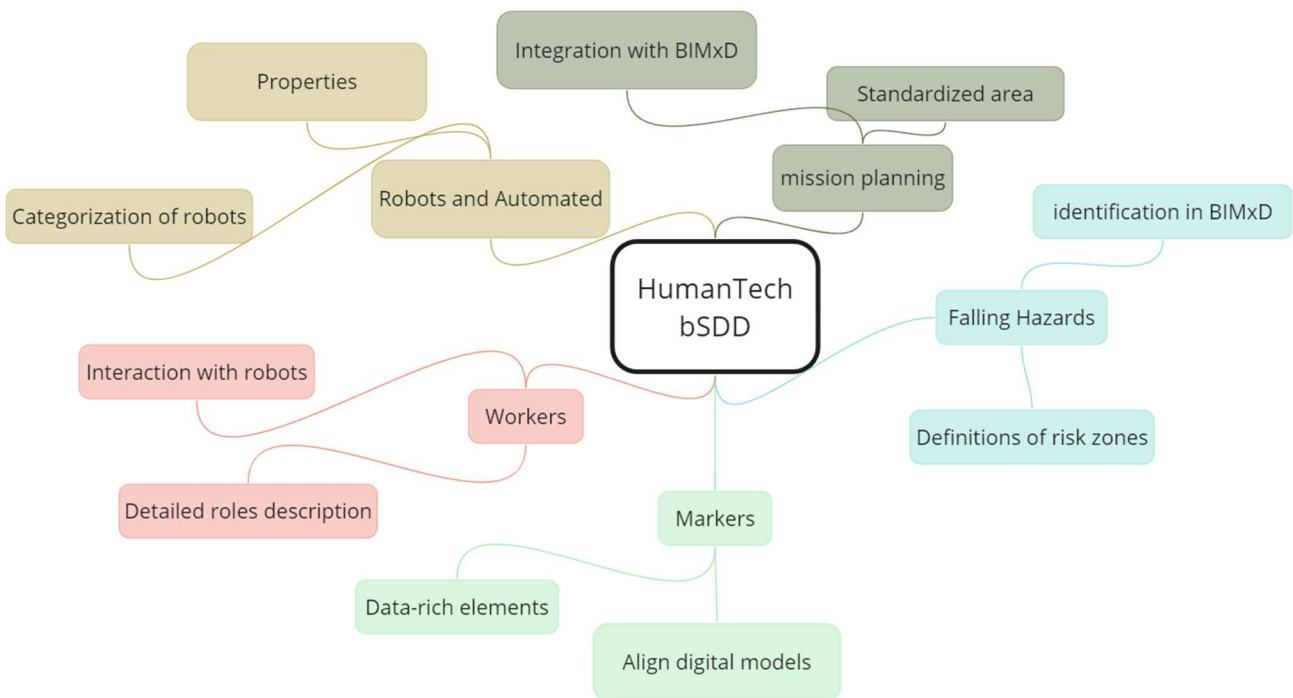 Integration with BIMxD
Properties
Standardized area
mission planning
Robots and Automated
Categorization of robots
identification in BIMxD
HumanTech
bSDD
Falling Hazards
Interaction with robots
Workers
Definitions of risk zones
Detailed roles description
Markers
Data-rich elements
Align digital models